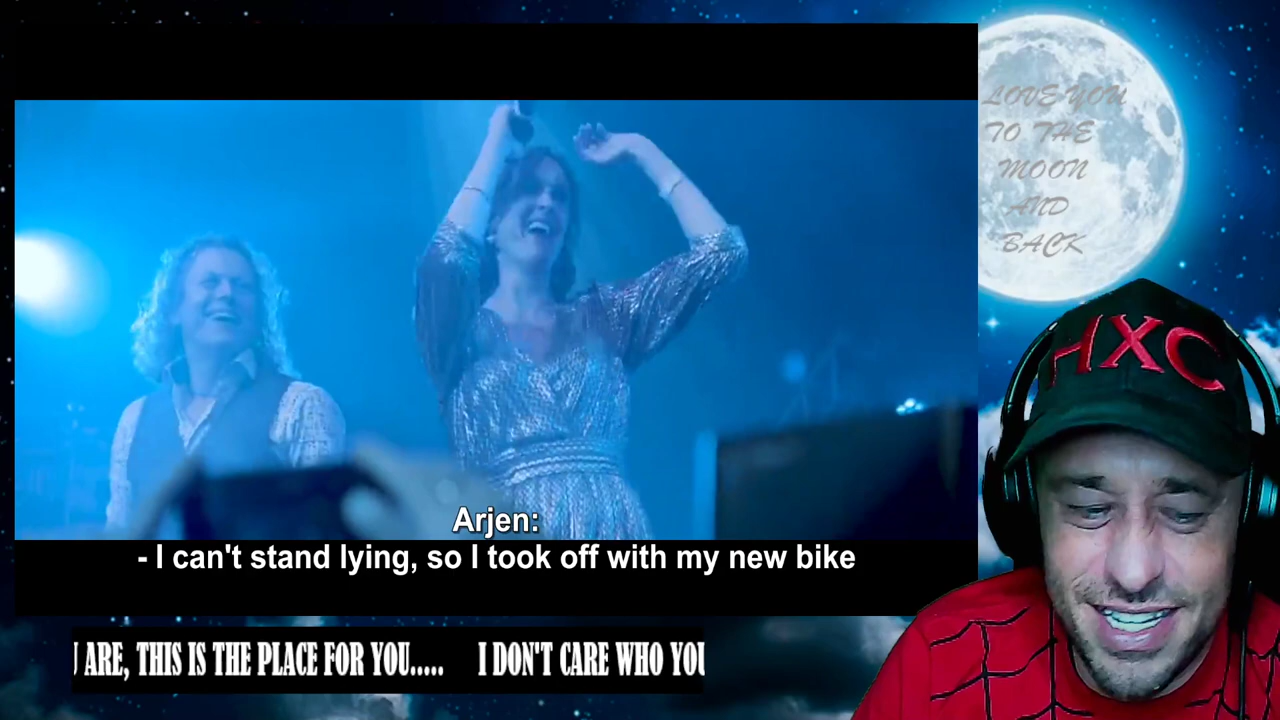 LOVE YOU
TO THE
MOON
AND
BACK
HXC
Arjen:
- I can't stand lying, so I took off with my new bike
U ARE, THIS IS THE PLACE FOR YOU..... I DON'T CARE WHO YOU